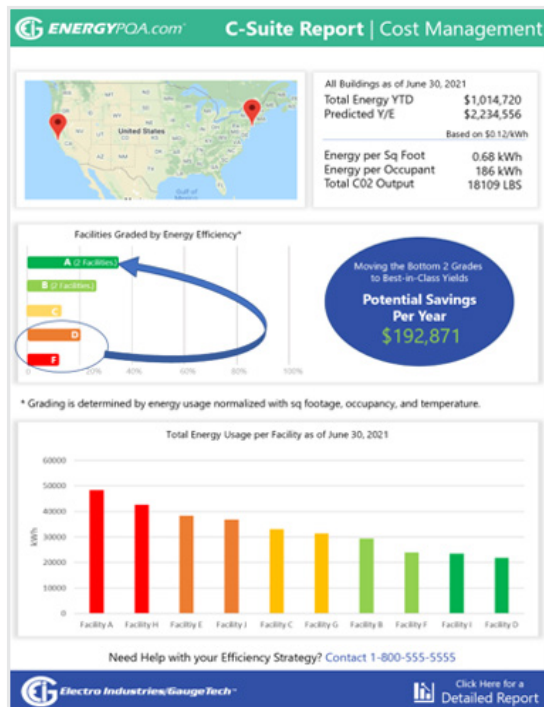 EIG ENERGYPQA.com™ C-Suite Report | Cost Management
United States
All Buildings as of June 30, 2021
Total Energy YTD $1,014,720
Predicted Y/E $2,234,556
Based on $0.12/kWh
Energy per Sq Foot 0.68 kWh
Energy per Occupant 186 kWh
Total C02 Output 18109 LBS
Facilities Graded by Energy Efficiency*
A (2 Facilities)
B (2 Facilities)
C
D
F
0 20% 40% 60% 80% 100%
Moving the Bottom 2 Grades
to Best-in-Class Yields
Potential Savings
Per Year
$192,871
* Grading is determined by energy usage normalized with sq footage, occupancy, and temperature.
Total Energy Usage per Facility as of June 30, 2021
60000
50000
40000
30000
20000
10000
0
kWh
Facility A Facility H Facility E Facility J Facility C Facility G Facility B Facility F Facility I Facility D
Need Help with your Efficiency Strategy? Contact 1-800-555-5555
EIG Electro Industries/GaugeTech™
Click Here for a
Detailed Report